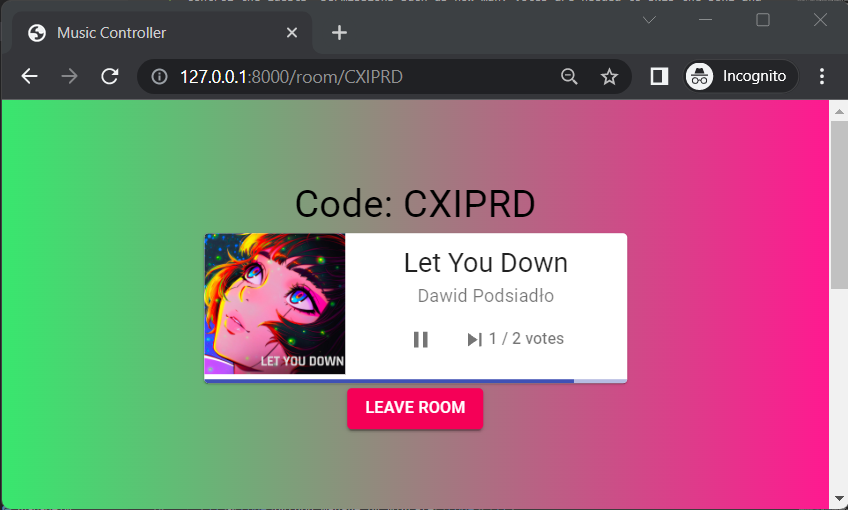 Music Controller
127.0.0.1:8000/room/CXIPRD
Incognito
Code: CXIPRD
Let You Down
Dawid Podsiadło
1 / 2 votes
LET YOU DOWN
LEAVE ROOM